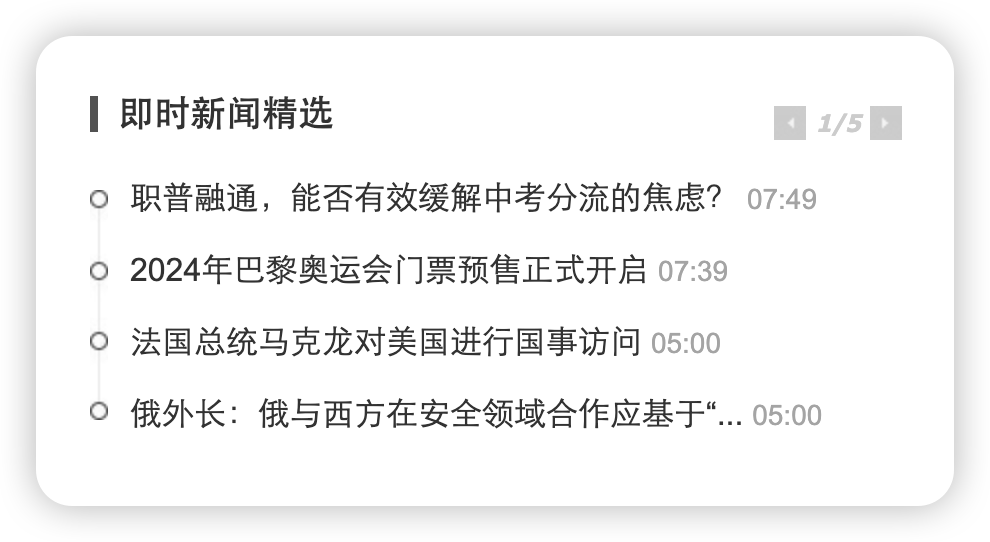 即时新闻精选
1/5
职普融通，能否有效缓解中考分流的焦虑？ 07:49
2024年巴黎奥运会门票预售正式开启 07:39
法国总统马克龙对美国进行国事访问 05:00
俄外长：俄与西方在安全领域合作应基于“... 05:00